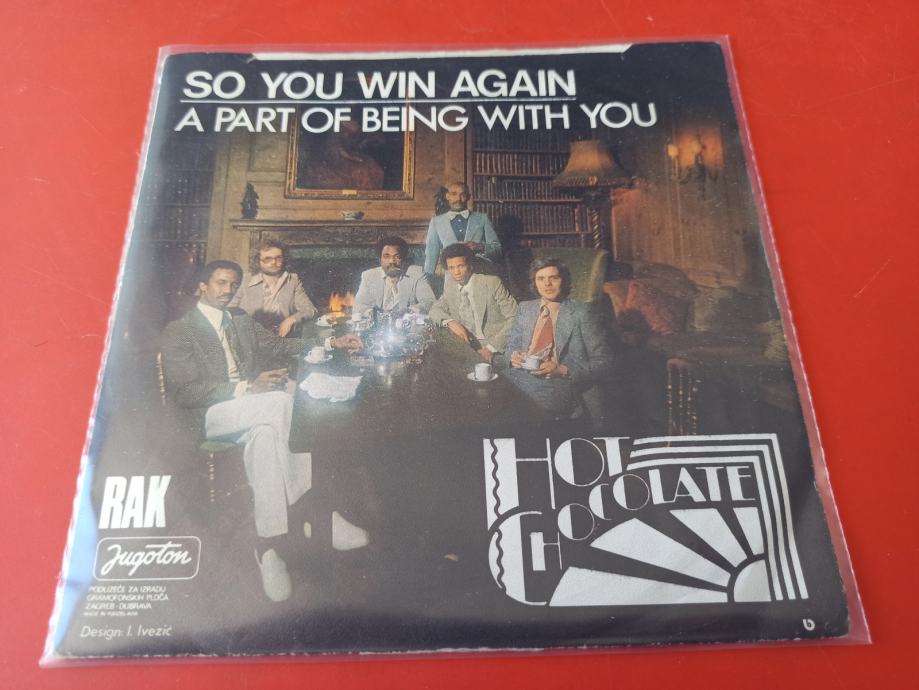 SO YOU WIN AGAIN
A PART OF BEING WITH YOU
HOT
CHOCOLATE
RAK
Jugoton
PODUZEĆE ZA IZRADU
GRAMOFONSKIH PLOČA
ZAGREB - DUBRAVA
MADE IN YUGOSLAVIA
Design: I. Ivezić